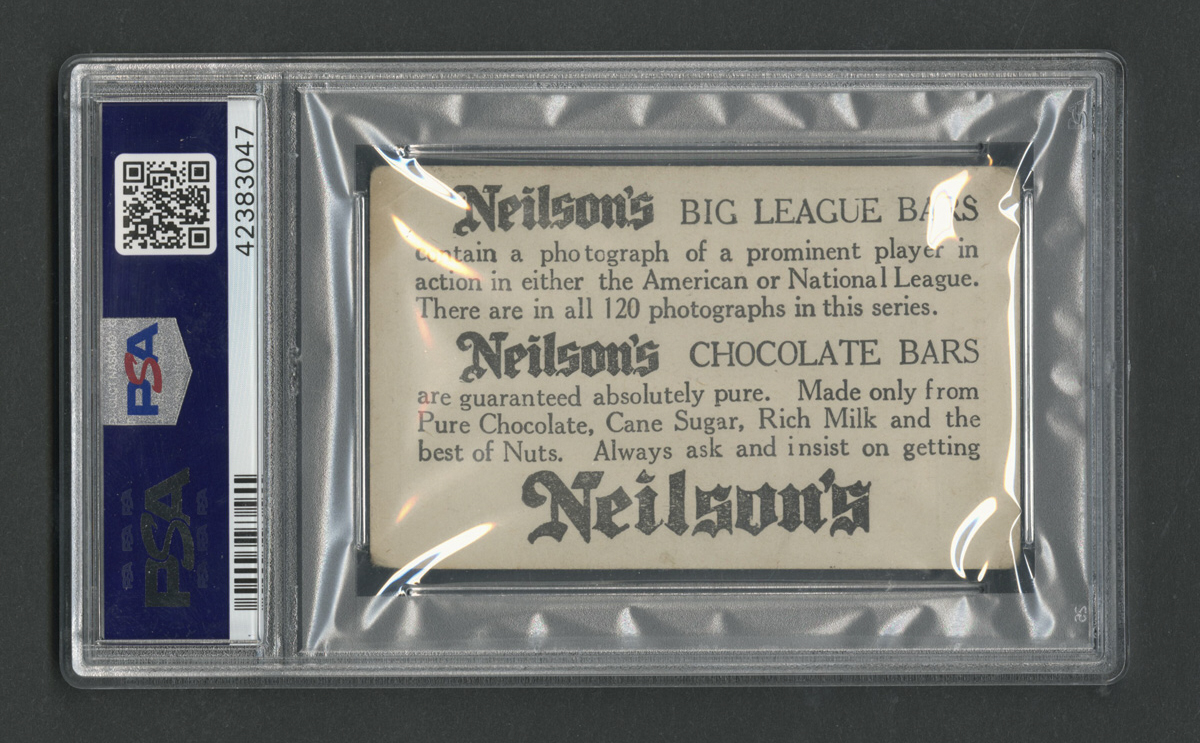 42383047
PSA
PSA
Neilson's BIG LEAGUE BARS
contain a photograph of a prominent player in
action in either the American or National League.
There are in all 120 photographs in this series.
Neilson's CHOCOLATE BARS
are guaranteed absolutely pure. Made only from
Pure Chocolate, Cane Sugar, Rich Milk and the
best of Nuts. Always ask and insist on getting
Neilson's